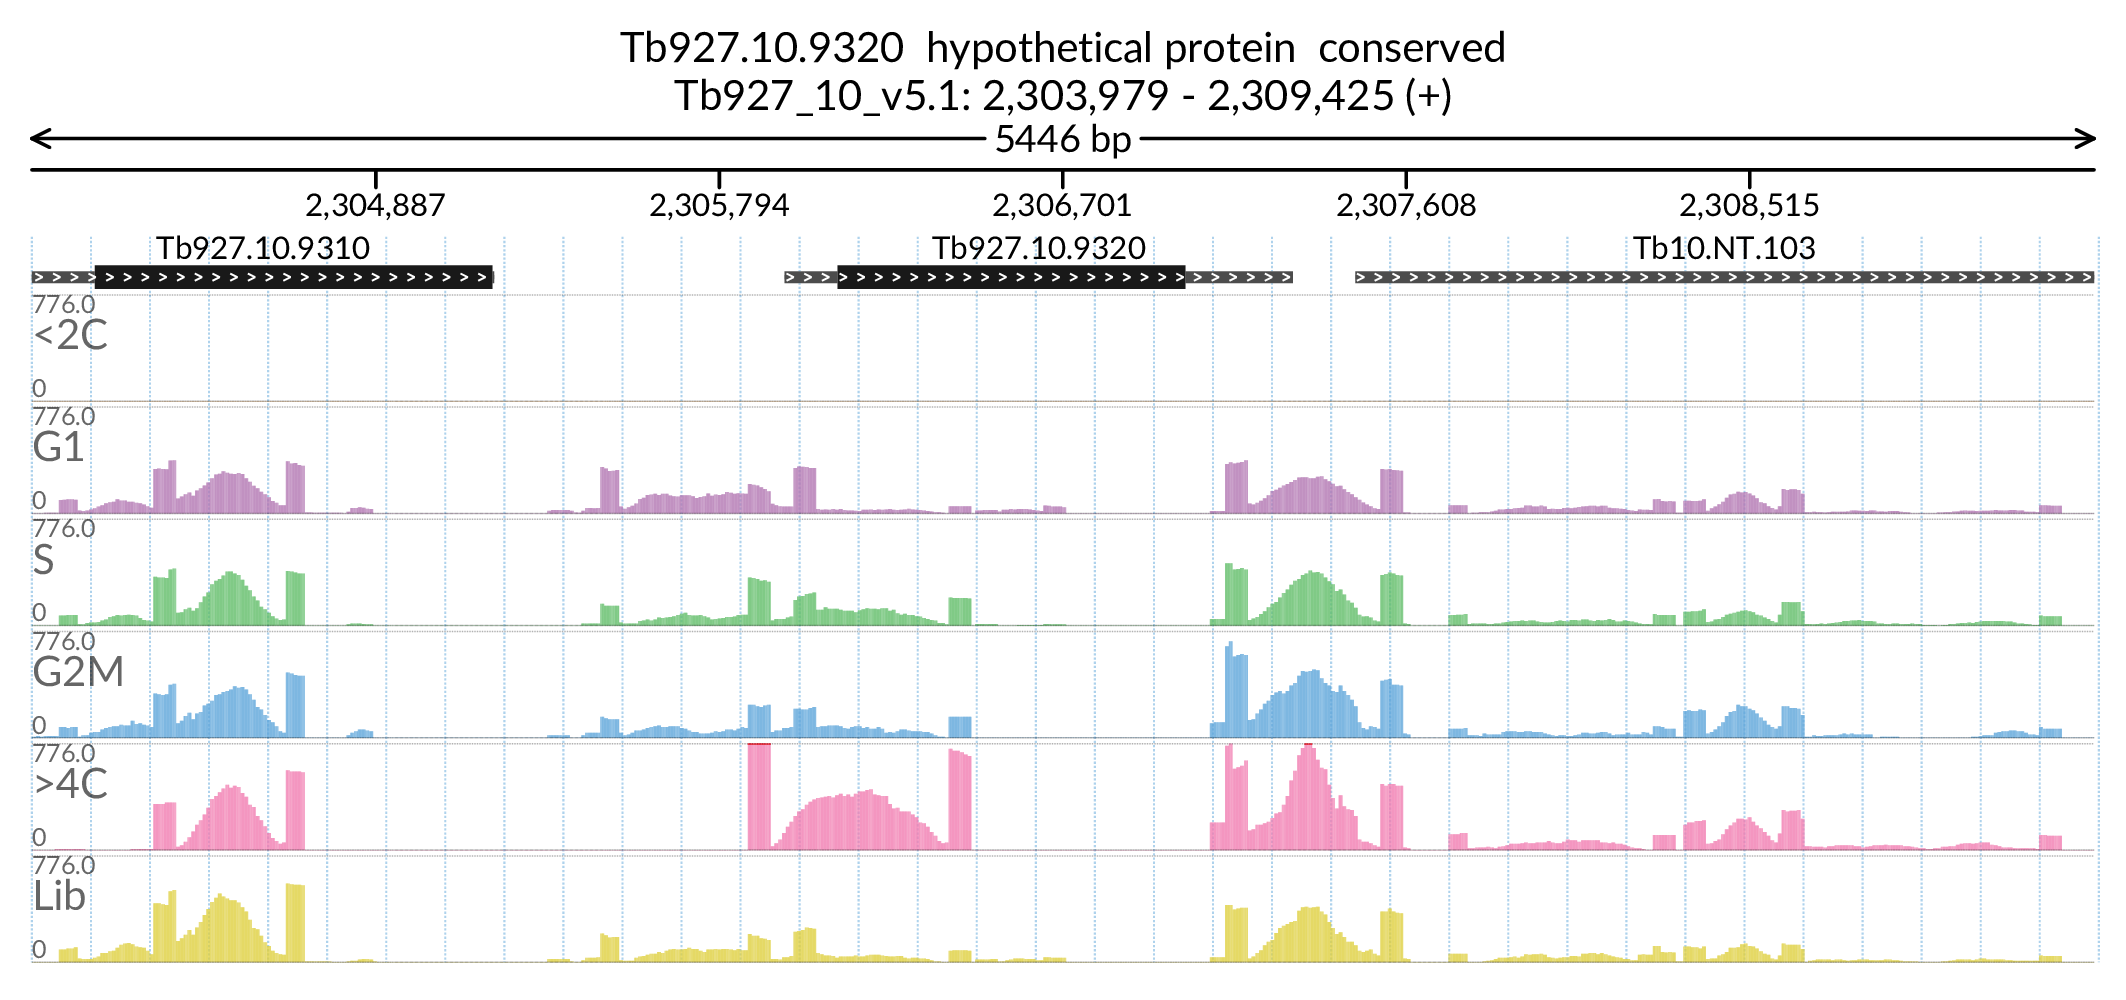 Tb927.10.9320  hypothetical protein  conserved
Tb927_10_v5.1: 2,303,979 - 2,309,425 (+)
5446 bp
2,304,887 2,305,794 2,306,701 2,307,608 2,308,515
Tb927.10.9310 Tb927.10.9320 Tb10.NT.103
776.0
<2C
0
776.0
G1
0
776.0
S
0
776.0
G2M
0
776.0
>4C
0
776.0
Lib
0